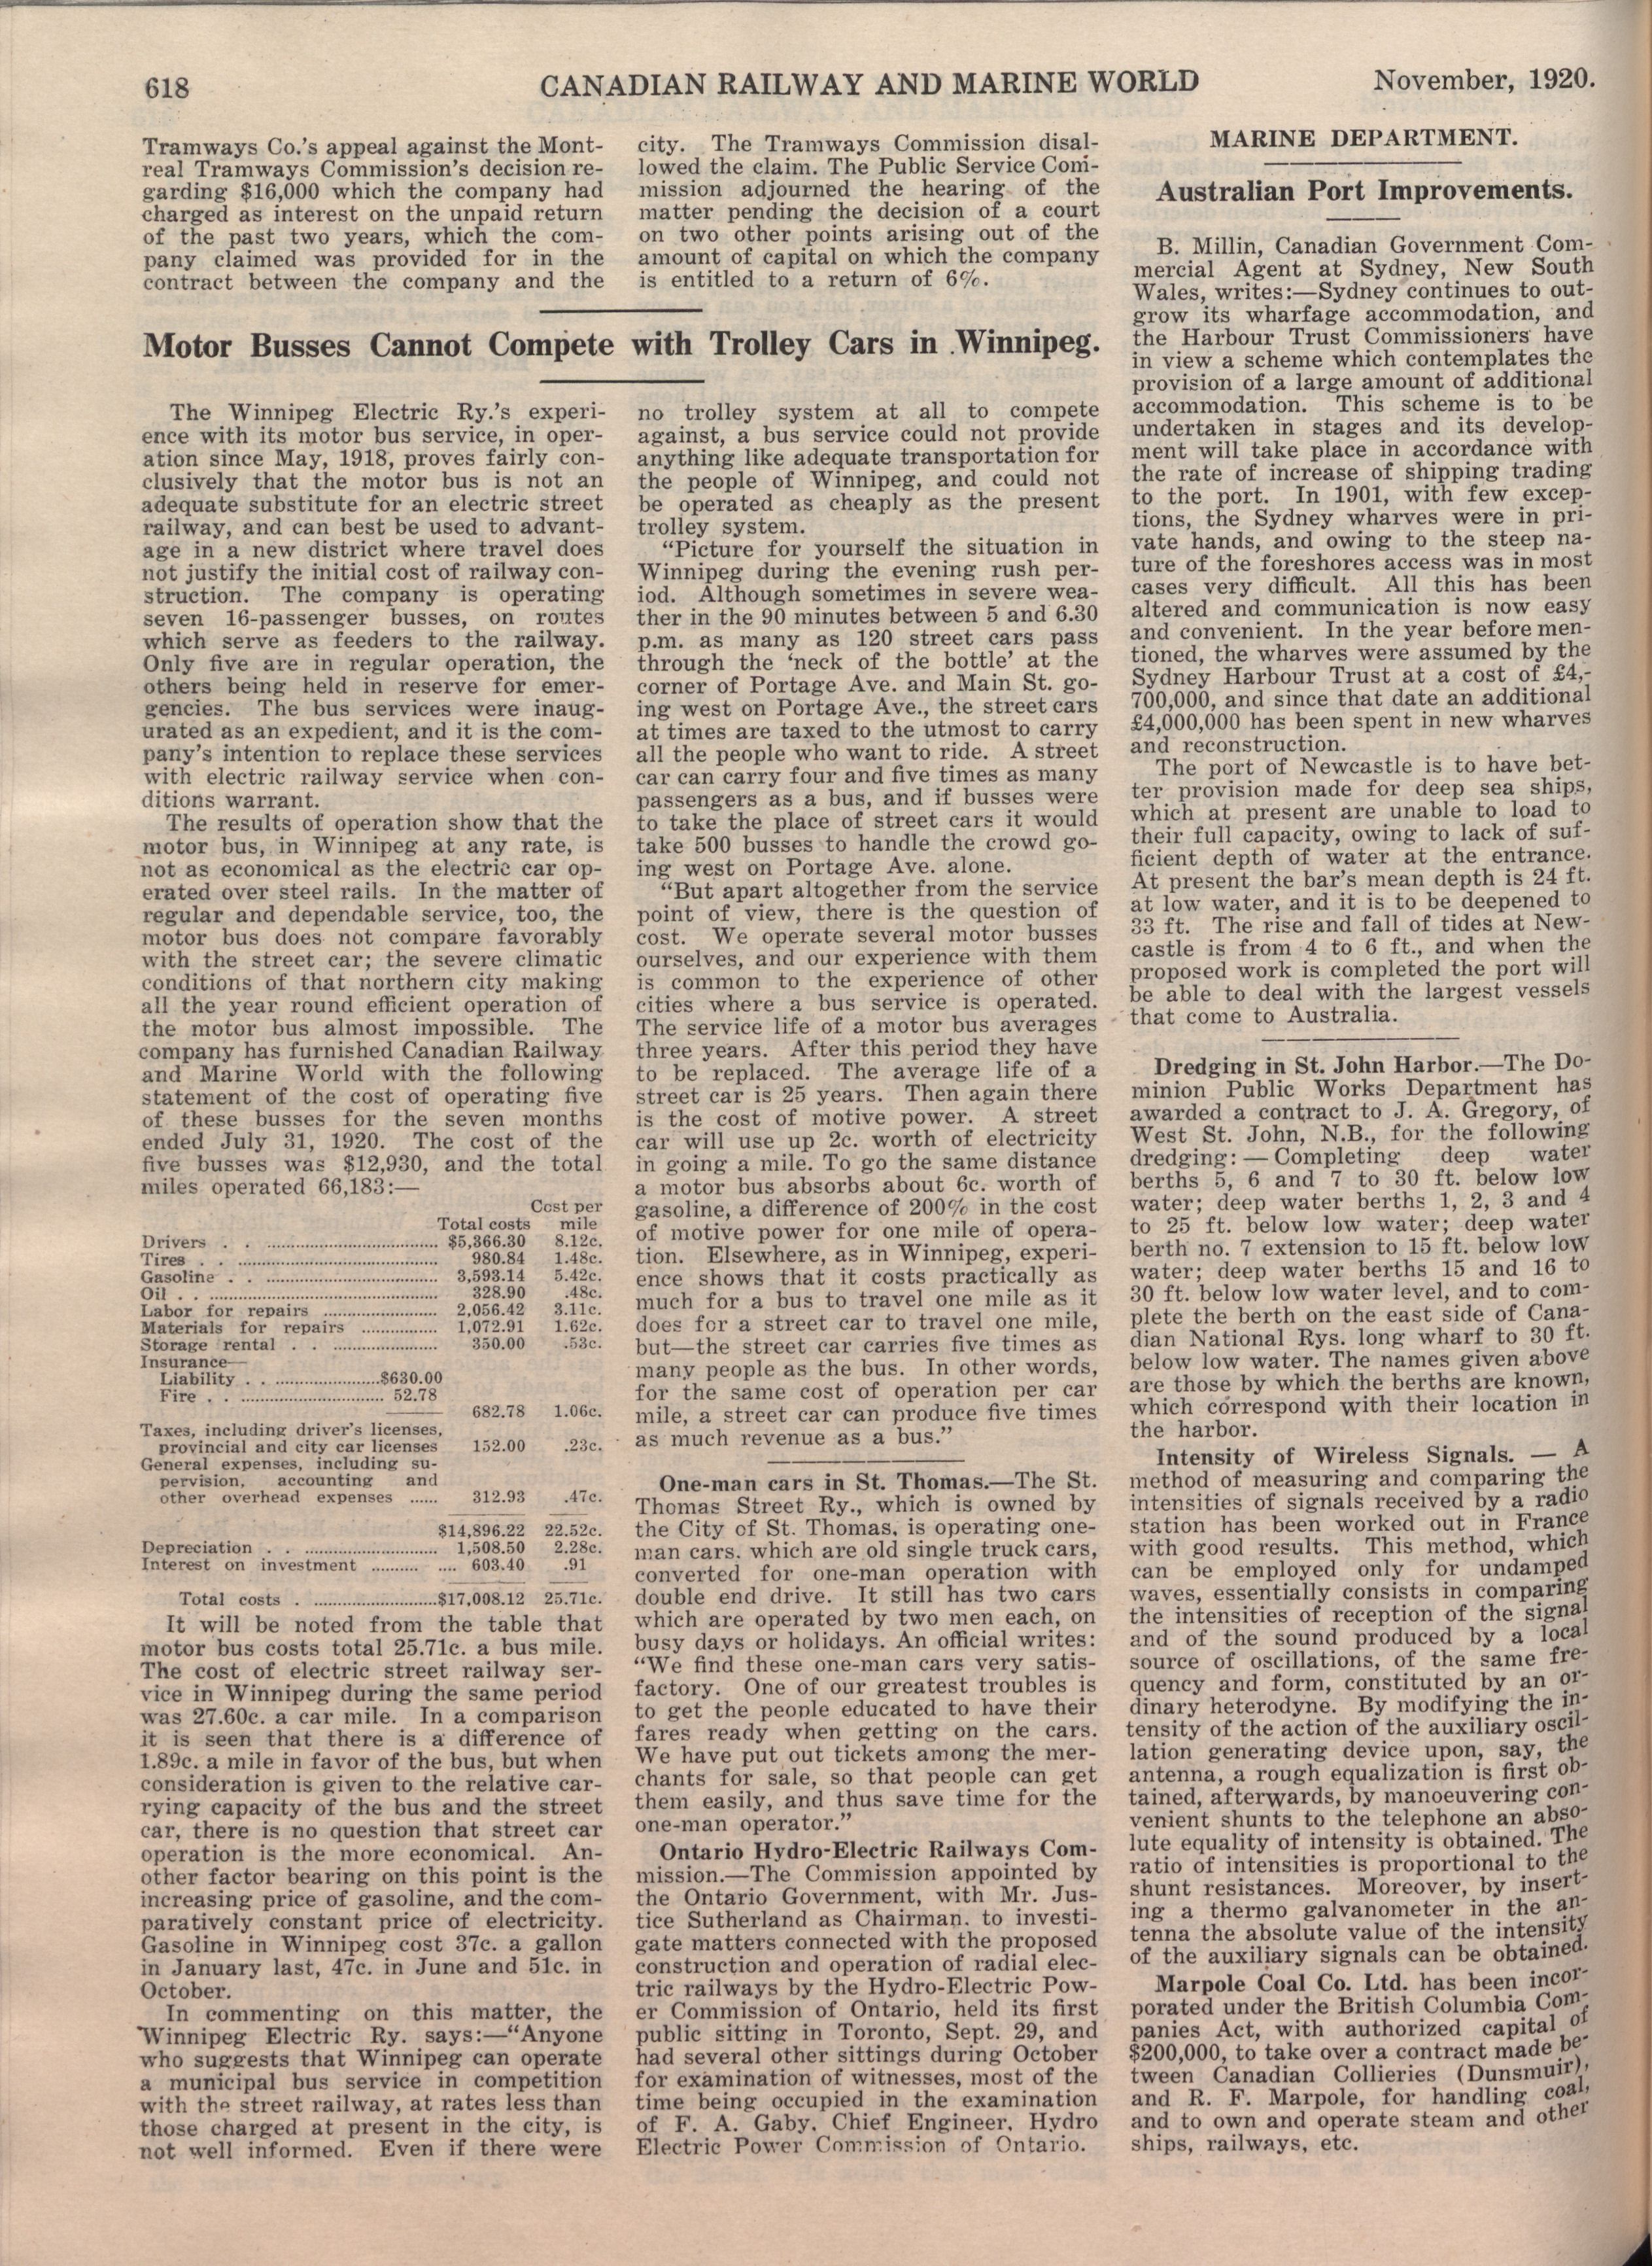 618
CANADIAN RAILWAY AND MARINE WORLD
November, 1920.
Tramways Co.'s appeal against the Mont-
real Tramways Commission's decision re-
garding $16,000 which the company had
charged as interest on the unpaid return
of the past two years, which the com-
pany claimed was provided for in the
contract between the company and the
city. The Tramways Commission disal-
lowed the claim. The Public Service Com-
mission adjourned the hearing of the
matter pending the decision of a court
on two other points arising out of the
amount of capital on which the company
is entitled to a return of 6%.
Motor Busses Cannot Compete with Trolley Cars in Winnipeg.
The Winnipeg Electric Ry.'s experi-
ence with its motor bus service, in oper-
ation since May, 1918, proves fairly con-
clusively that the motor bus is not an
adequate substitute for an electric street
railway, and can best be used to advant-
age in a new district where travel does
not justify the initial cost of railway con-
struction. The company is operating
seven 16-passenger busses, on routes
which serve as feeders to the railway.
Only five are in regular operation, the
others being held in reserve for emer-
gencies. The bus services were inaug-
urated as an expedient, and it is the com-
pany's intention to replace these services
with electric railway service when con-
ditions warrant.
The results of operation show that the
motor bus, in Winnipeg at any rate, is
not as economical as the electric car op-
erated over steel rails. In the matter of
regular and dependable service, too, the
motor bus does not compare favorably
with the street car; the severe climatic
conditions of that northern city making
all the year round efficient operation of
the motor bus almost impossible. The
company has furnished Canadian Railway
and Marine World with the following
statement of the cost of operating five
of these busses for the seven months
ended July 31, 1920. The cost of the
five busses was $12,930, and the total
miles operated 66,183:—
Cost per
Total costs mile
Drivers . . ........ $5,366.30 8.12c.
Tires . . ........ 980.84 1.48c.
Gasoline . . ........ 3,593.14 5.42c.
Oil . . ........ 328.90 .48c.
Labor for repairs ........ 2,056.42 3.11c.
Materials for repairs ........ 1,072.91 1.62c.
Storage rental . . ........ 350.00 .53c.
Insurance—
Liability . . ........$630.00
Fire . . ........ 52.78
682.78 1.06c.
Taxes, including driver's licenses,
provincial and city car licenses 152.00 .23c.
General expenses, including su-
pervision, accounting and
other overhead expenses ...... 312.93 .47c.
$14,896.22 22.52c.
Depreciation . . ........ 1,508.50 2.28c.
Interest on investment ........ 603.40 .91
Total costs . ........$17,008.12 25.71c.
It will be noted from the table that
motor bus costs total 25.71c. a bus mile.
The cost of electric street railway ser-
vice in Winnipeg during the same period
was 27.60c. a car mile. In a comparison
it is seen that there is a difference of
1.89c. a mile in favor of the bus, but when
consideration is given to the relative car-
rying capacity of the bus and the street
car, there is no question that street car
operation is the more economical. An-
other factor bearing on this point is the
increasing price of gasoline, and the com-
paratively constant price of electricity.
Gasoline in Winnipeg cost 37c. a gallon
in January last, 47c. in June and 51c. in
October.
In commenting on this matter, the
Winnipeg Electric Ry. says:—"Anyone
who suggests that Winnipeg can operate
a municipal bus service in competition
with the street railway, at rates less than
those charged at present in the city, is
not well informed. Even if there were
no trolley system at all to compete
against, a bus service could not provide
anything like adequate transportation for
the people of Winnipeg, and could not
be operated as cheaply as the present
trolley system.
"Picture for yourself the situation in
Winnipeg during the evening rush per-
iod. Although sometimes in severe wea-
ther in the 90 minutes between 5 and 6.30
p.m. as many as 120 street cars pass
through the 'neck of the bottle' at the
corner of Portage Ave. and Main St. go-
ing west on Portage Ave., the street cars
at times are taxed to the utmost to carry
all the people who want to ride. A street
car can carry four and five times as many
passengers as a bus, and if busses were
to take the place of street cars it would
take 500 busses to handle the crowd go-
ing west on Portage Ave. alone.
"But apart altogether from the service
point of view, there is the question of
cost. We operate several motor busses
ourselves, and our experience with them
is common to the experience of other
cities where a bus service is operated.
The service life of a motor bus averages
three years. After this period they have
to be replaced. The average life of a
street car is 25 years. Then again there
is the cost of motive power. A street
car will use up 2c. worth of electricity
in going a mile. To go the same distance
a motor bus absorbs about 6c. worth of
gasoline, a difference of 200% in the cost
of motive power for one mile of opera-
tion. Elsewhere, as in Winnipeg, experi-
ence shows that it costs practically as
much for a bus to travel one mile as it
does for a street car to travel one mile,
but—the street car carries five times as
many people as the bus. In other words,
for the same cost of operation per car
mile, a street car can produce five times
as much revenue as a bus."
One-man cars in St. Thomas.—The St.
Thomas Street Ry., which is owned by
the City of St. Thomas, is operating one-
man cars. which are old single truck cars,
converted for one-man operation with
double end drive. It still has two cars
which are operated by two men each, on
busy days or holidays. An official writes:
"We find these one-man cars very satis-
factory. One of our greatest troubles is
to get the people educated to have their
fares ready when getting on the cars.
We have put out tickets among the mer-
chants for sale, so that people can get
them easily, and thus save time for the
one-man operator."
Ontario Hydro-Electric Railways Com-
mission.—The Commission appointed by
the Ontario Government, with Mr. Jus-
tice Sutherland as Chairman. to investi-
gate matters connected with the proposed
construction and operation of radial elec-
tric railways by the Hydro-Electric Pow-
er Commission of Ontario, held its first
public sitting in Toronto, Sept. 29, and
had several other sittings during October
for examination of witnesses, most of the
time being occupied in the examination
of F. A. Gaby, Chief Engineer, Hydro
Electric Power Commission of Ontario.
MARINE DEPARTMENT.
Australian Port Improvements.
B. Millin, Canadian Government Com-
mercial Agent at Sydney, New South
Wales, writes:—Sydney continues to out-
grow its wharfage accommodation, and
the Harbour Trust Commissioners have
in view a scheme which contemplates the
provision of a large amount of additional
accommodation. This scheme is to be
undertaken in stages and its develop-
ment will take place in accordance with
the rate of increase of shipping trading
to the port. In 1901, with few excep-
tions, the Sydney wharves were in pri-
vate hands, and owing to the steep na-
ture of the foreshores access was in most
cases very difficult. All this has been
altered and communication is now easy
and convenient. In the year before men-
tioned, the wharves were assumed by the
Sydney Harbour Trust at a cost of £4,-
700,000, and since that date an additional
£4,000,000 has been spent in new wharves
and reconstruction.
The port of Newcastle is to have bet-
ter provision made for deep sea ships,
which at present are unable to load to
their full capacity, owing to lack of suf-
ficient depth of water at the entrance.
At present the bar's mean depth is 24 ft.
at low water, and it is to be deepened to
33 ft. The rise and fall of tides at New-
castle is from 4 to 6 ft., and when the
proposed work is completed the port will
be able to deal with the largest vessels
that come to Australia.
Dredging in St. John Harbor.—The Do-
minion Public Works Department has
awarded a contract to J. A. Gregory, of
West St. John, N.B., for the following
dredging: — Completing deep water
berths 5, 6 and 7 to 30 ft. below low
water; deep water berths 1, 2, 3 and 4
to 25 ft. below low water; deep water
berth no. 7 extension to 15 ft. below low
water; deep water berths 15 and 16 to
30 ft. below low water level, and to com-
plete the berth on the east side of Cana-
dian National Rys. long wharf to 30 ft.
below low water. The names given above
are those by which the berths are known,
which correspond with their location in
the harbor.
Intensity of Wireless Signals. — A
method of measuring and comparing the
intensities of signals received by a radio
station has been worked out in France
with good results. This method, which
can be employed only for undamped
waves, essentially consists in comparing
the intensities of reception of the signal
and of the sound produced by a local
source of oscillations, of the same fre-
quency and form, constituted by an or-
dinary heterodyne. By modifying the in-
tensity of the action of the auxiliary oscil-
lation generating device upon, say, the
antenna, a rough equalization is first ob-
tained, afterwards, by manoeuvering con-
venient shunts to the telephone an abso-
lute equality of intensity is obtained. The
ratio of intensities is proportional to the
shunt resistances. Moreover, by insert-
ing a thermo galvanometer in the an-
tenna the absolute value of the intensity
of the auxiliary signals can be obtained.
Marpole Coal Co. Ltd. has been incor-
porated under the British Columbia Com-
panies Act, with authorized capital of
$200,000, to take over a contract made be-
tween Canadian Collieries (Dunsmuir),
and R. F. Marpole, for handling coal,
and to own and operate steam and other
ships, railways, etc.